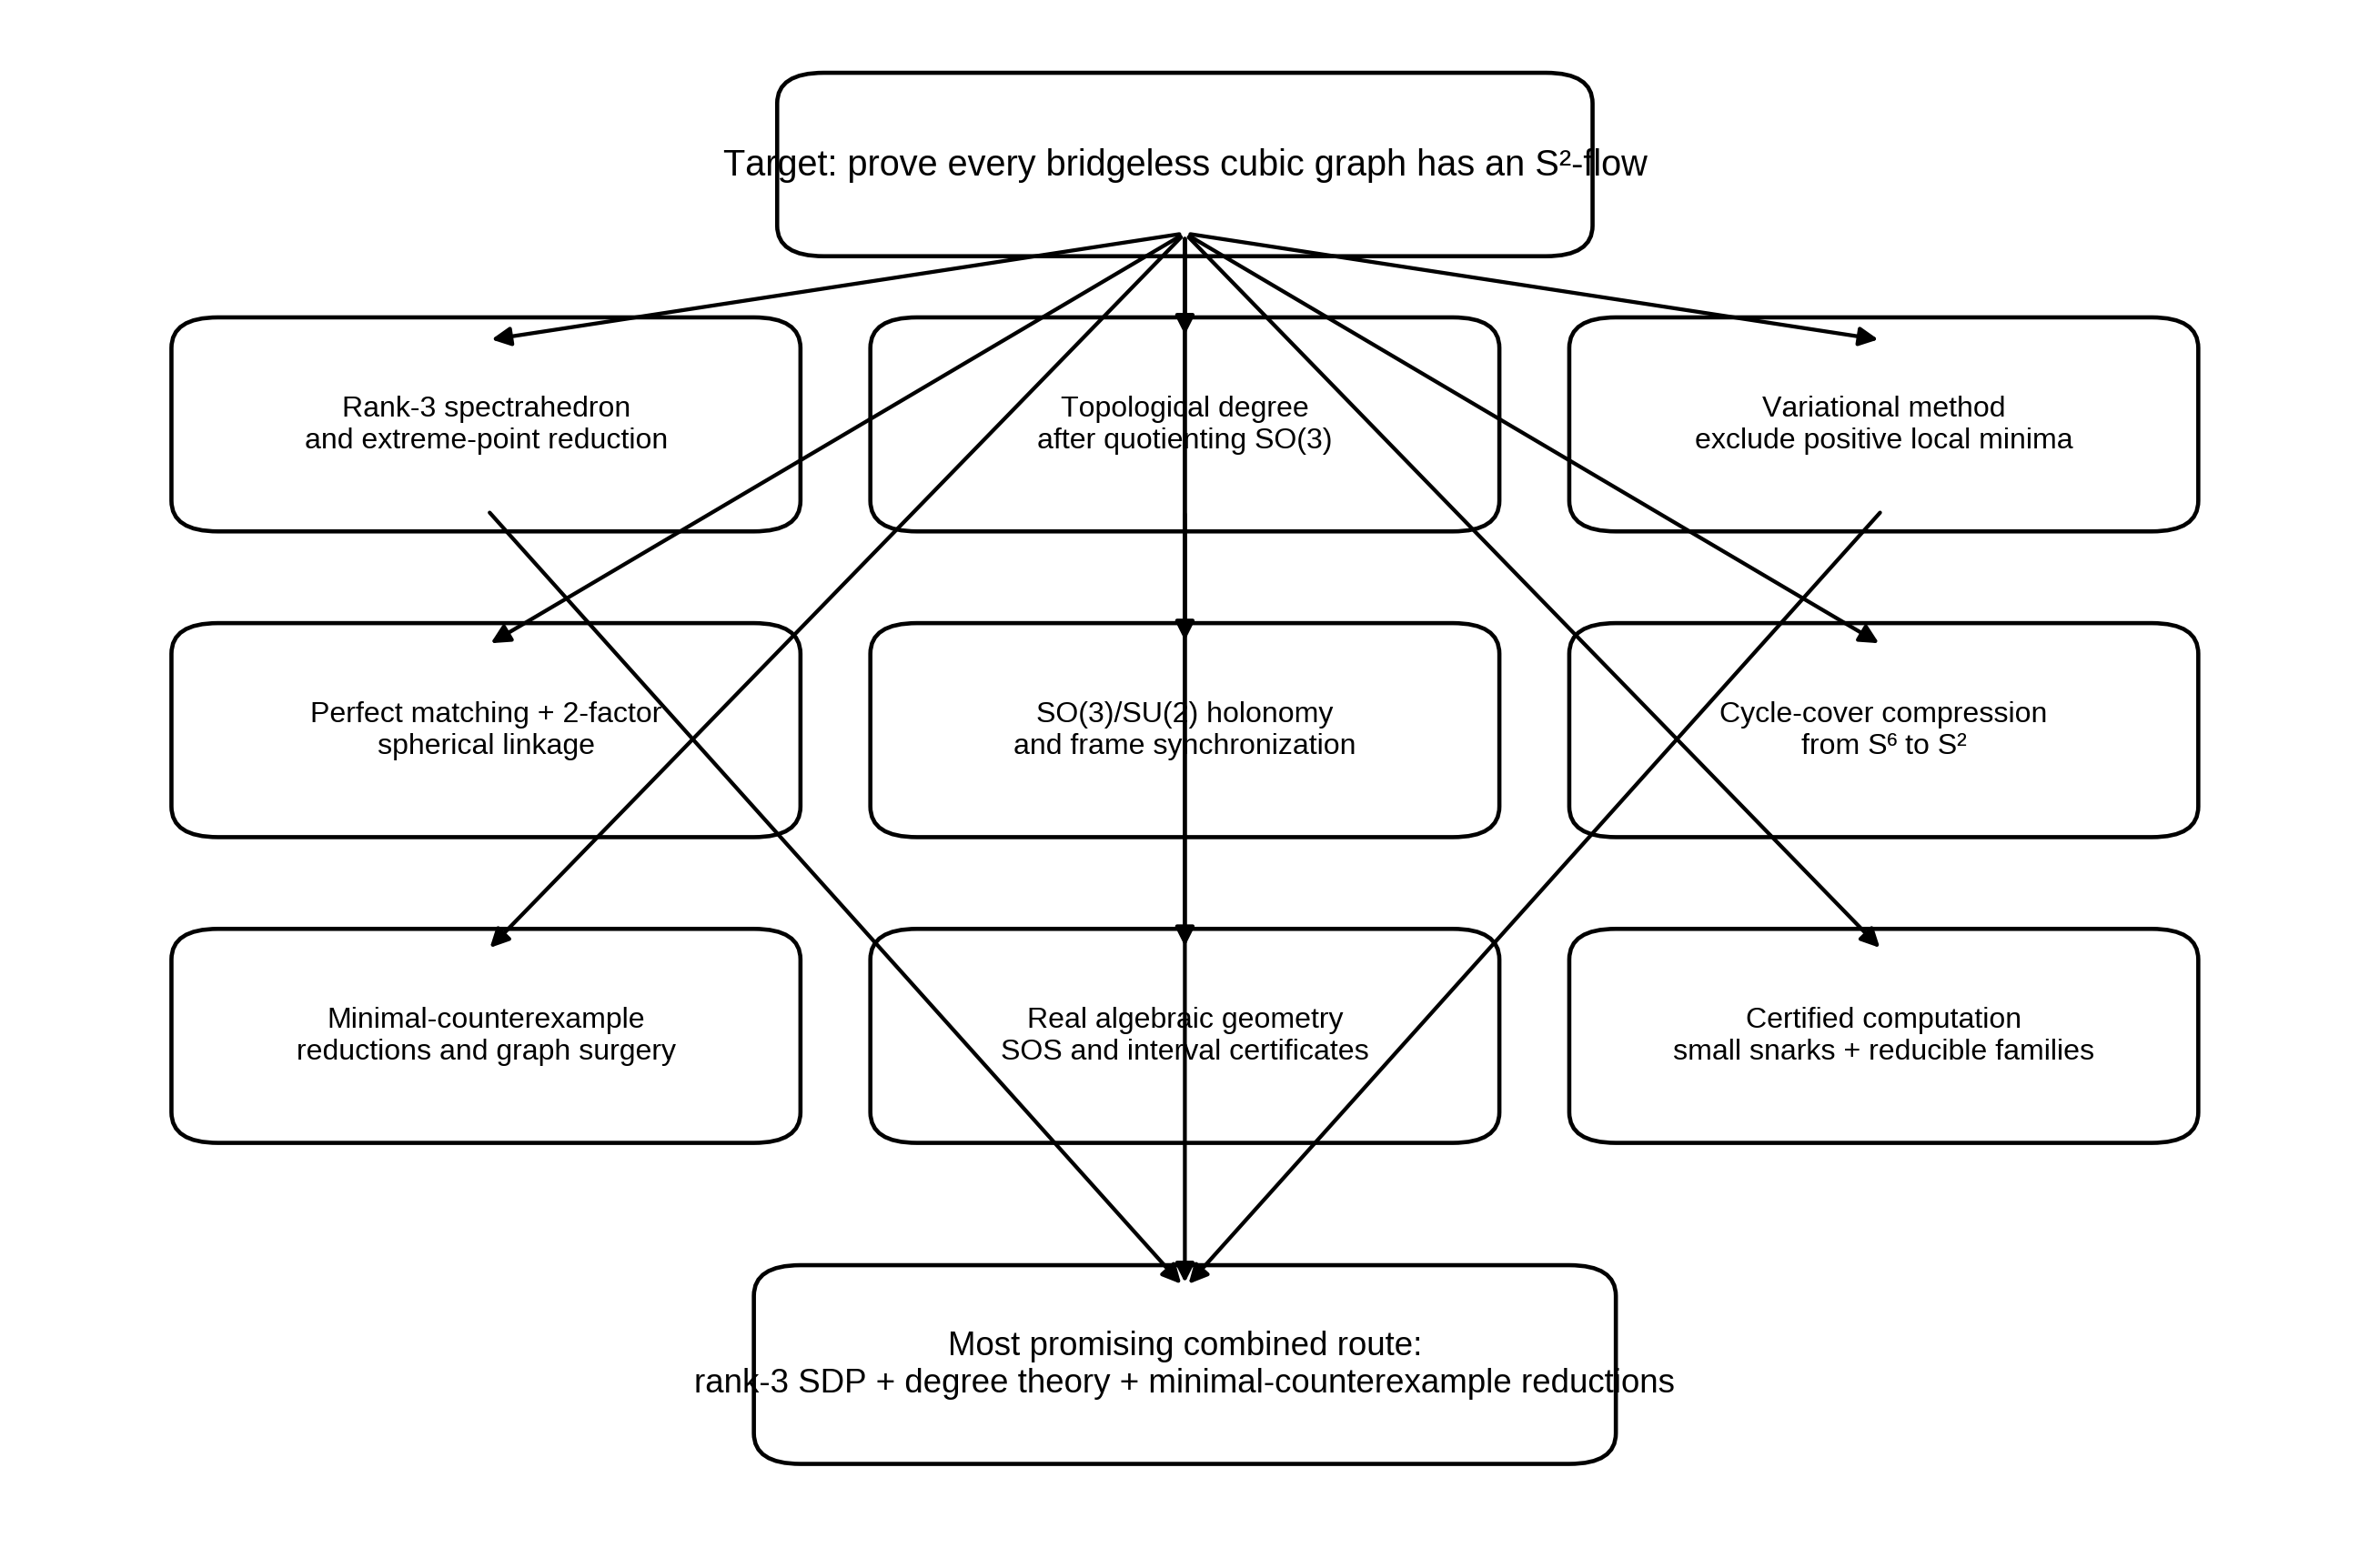 Target: prove every bridgeless cubic graph has an S²-flow
Rank-3 spectrahedron
and extreme-point reduction
Topological degree
after quotienting SO(3)
Variational method
exclude positive local minima
Perfect matching + 2-factor
spherical linkage
SO(3)/SU(2) holonomy
and frame synchronization
Cycle-cover compression
from S⁶ to S²
Minimal-counterexample
reductions and graph surgery
Real algebraic geometry
SOS and interval certificates
Certified computation
small snarks + reducible families
Most promising combined route:
rank-3 SDP + degree theory + minimal-counterexample reductions